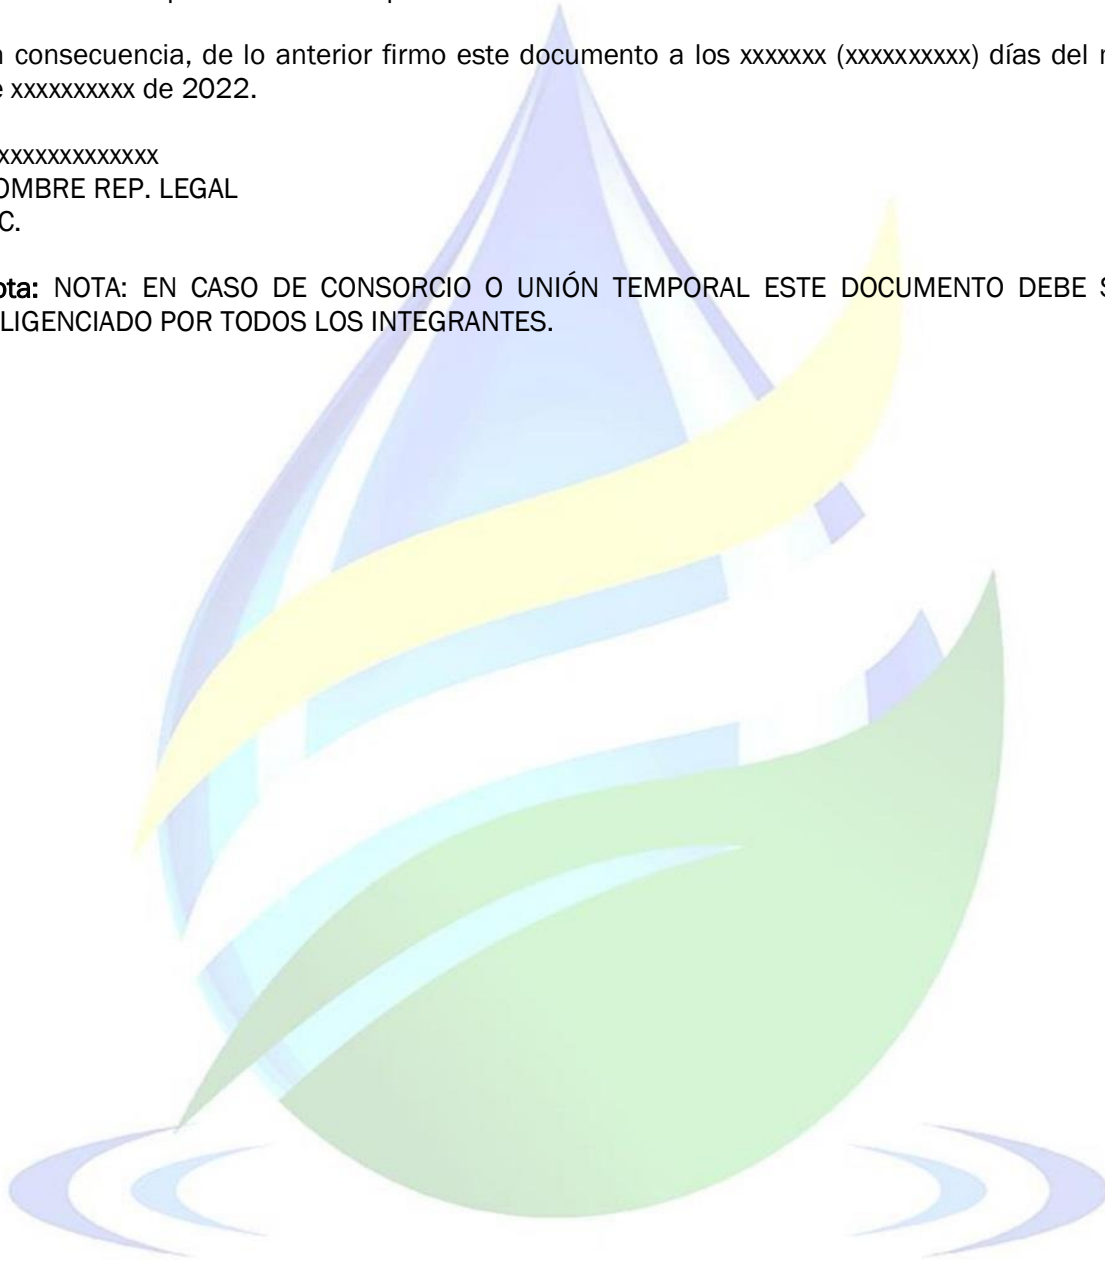 consecuencia, de lo anterior firmo este documento a los xxxxxxx (xxxxxxxxxx) días del
xxxxxxxxxx de 2022.
xxxxxxxxxxxxx
OMBRE REP. LEGAL
C.
ota: NOTA: EN CASO DE CONSORCIO O UNIÓN TEMPORAL ESTE DOCUMENTO DEBE S
LIGENCIADO POR TODOS LOS INTEGRANTES.